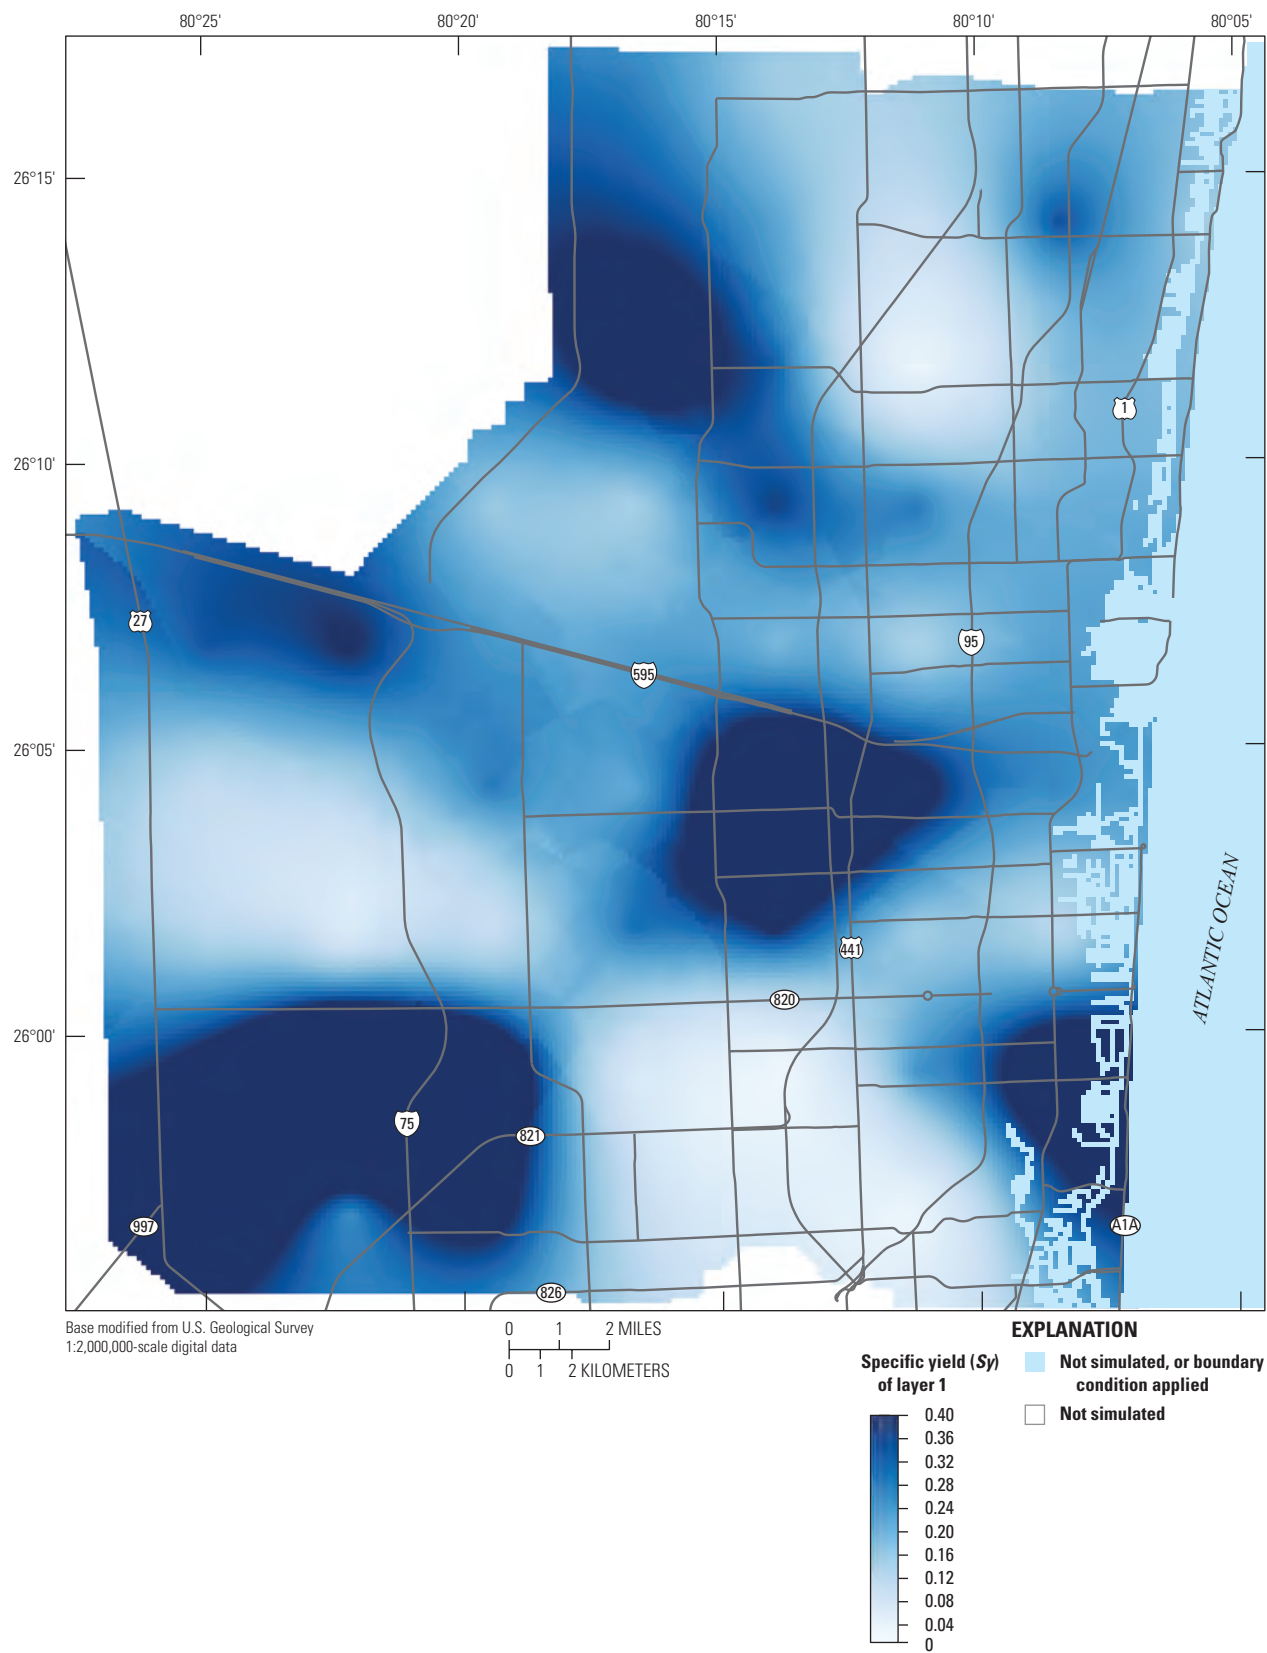 80°25'
80°20'
80°15'
80°10'
80°05'
26°15'
26°10'
26°05'
26°00'
1
27
95
595
441
820
75
821
997
A1A
826
ATLANTIC OCEAN
Base modified from U.S. Geological Survey
1:2,000,000-scale digital data
0 1 2 MILES
0 1 2 KILOMETERS
EXPLANATION
Specific yield (Sy)
of layer 1
0.40
0.36
0.32
0.28
0.24
0.20
0.16
0.12
0.08
0.04
0
Not simulated, or boundary
condition applied
Not simulated